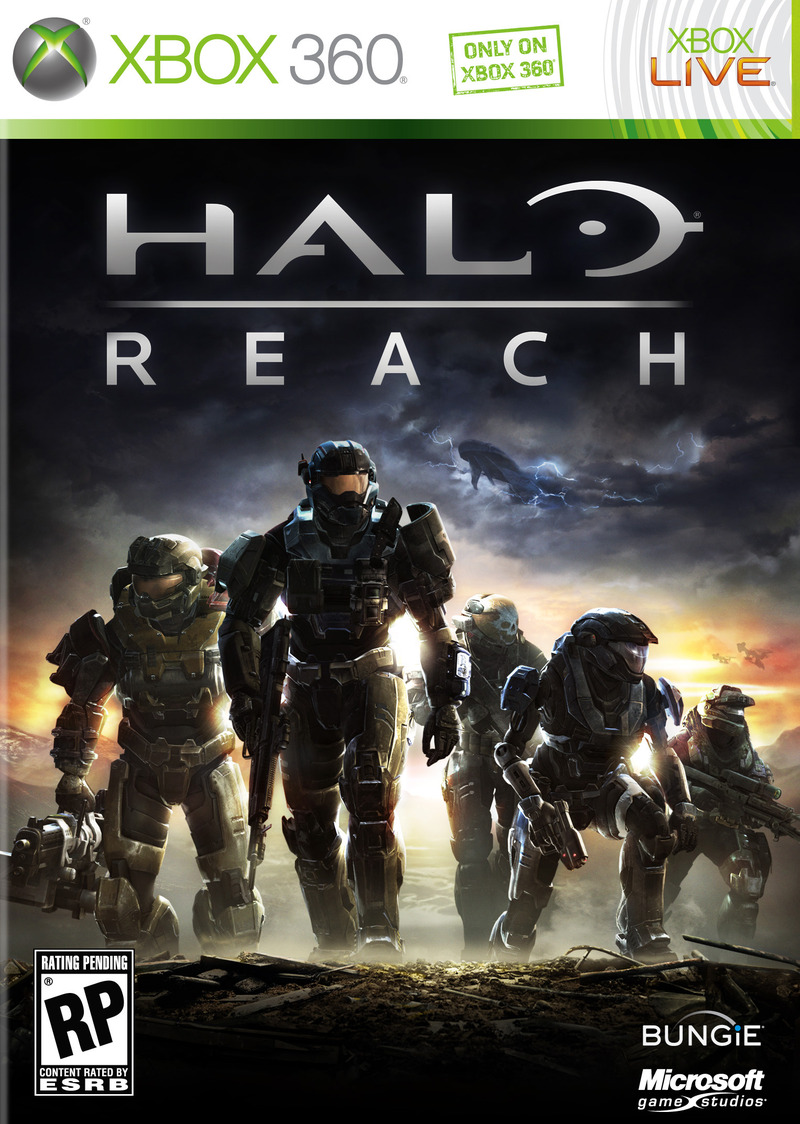 XBOX 360®
ONLY ON
XBOX 360®
XBOX
LIVE®
HALO®
REACH
RATING PENDING
®
RP
CONTENT RATED BY
ESRB
BUNGiE
Microsoft®
game studios®